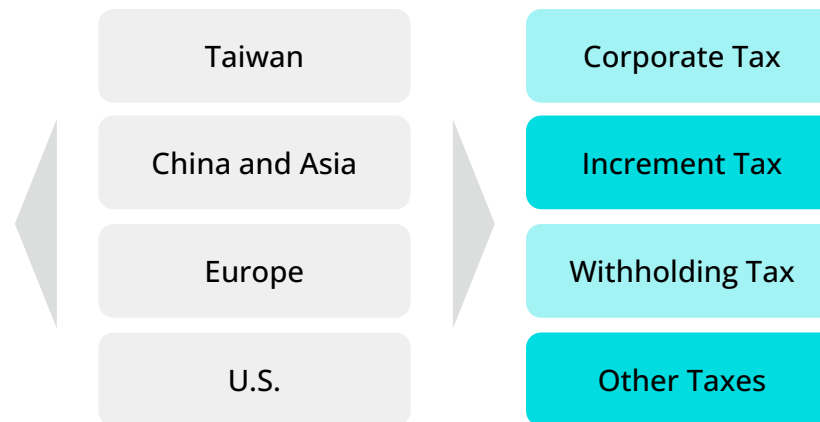 Taiwan
China and Asia
Europe
U.S.
Corporate Tax
Increment Tax
Withholding Tax
Other Taxes